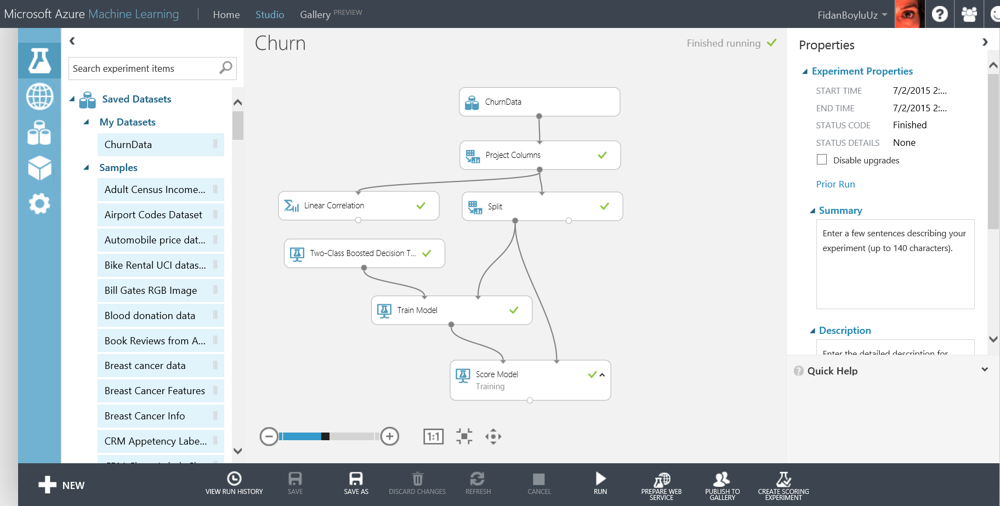 Microsoft Azure Machine Learning
Home
Studio
Gallery PREVIEW
FidanBoyluUz
Search experiment items
Saved Datasets
My Datasets
ChurnData
Samples
Adult Census Income...
Airport Codes Dataset
Automobile price dat...
Bike Rental UCI datas...
Bill Gates RGB Image
Blood donation data
Book Reviews from A...
Breast cancer data
Breast Cancer Features
Breast Cancer Info
CRM Appetency Labe...
Churn
Finished running
ChurnData
Project Columns
Linear Correlation
Split
Two-Class Boosted Decision T...
Train Model
Score Model
Training
1:1
Properties
Experiment Properties
START TIME 7/2/2015 2:...
END TIME 7/2/2015 2:...
STATUS CODE Finished
STATUS DETAILS None
Disable upgrades
Prior Run
Summary
Enter a few sentences describing your
experiment (up to 140 characters).
Description
Enter the detailed description for
Quick Help
NEW
VIEW RUN HISTORY
SAVE
SAVE AS
DISCARD CHANGES
REFRESH
CANCEL
RUN
PREPARE WEB
SERVICE
PUBLISH TO
GALLERY
CREATE SCORING
EXPERIMENT